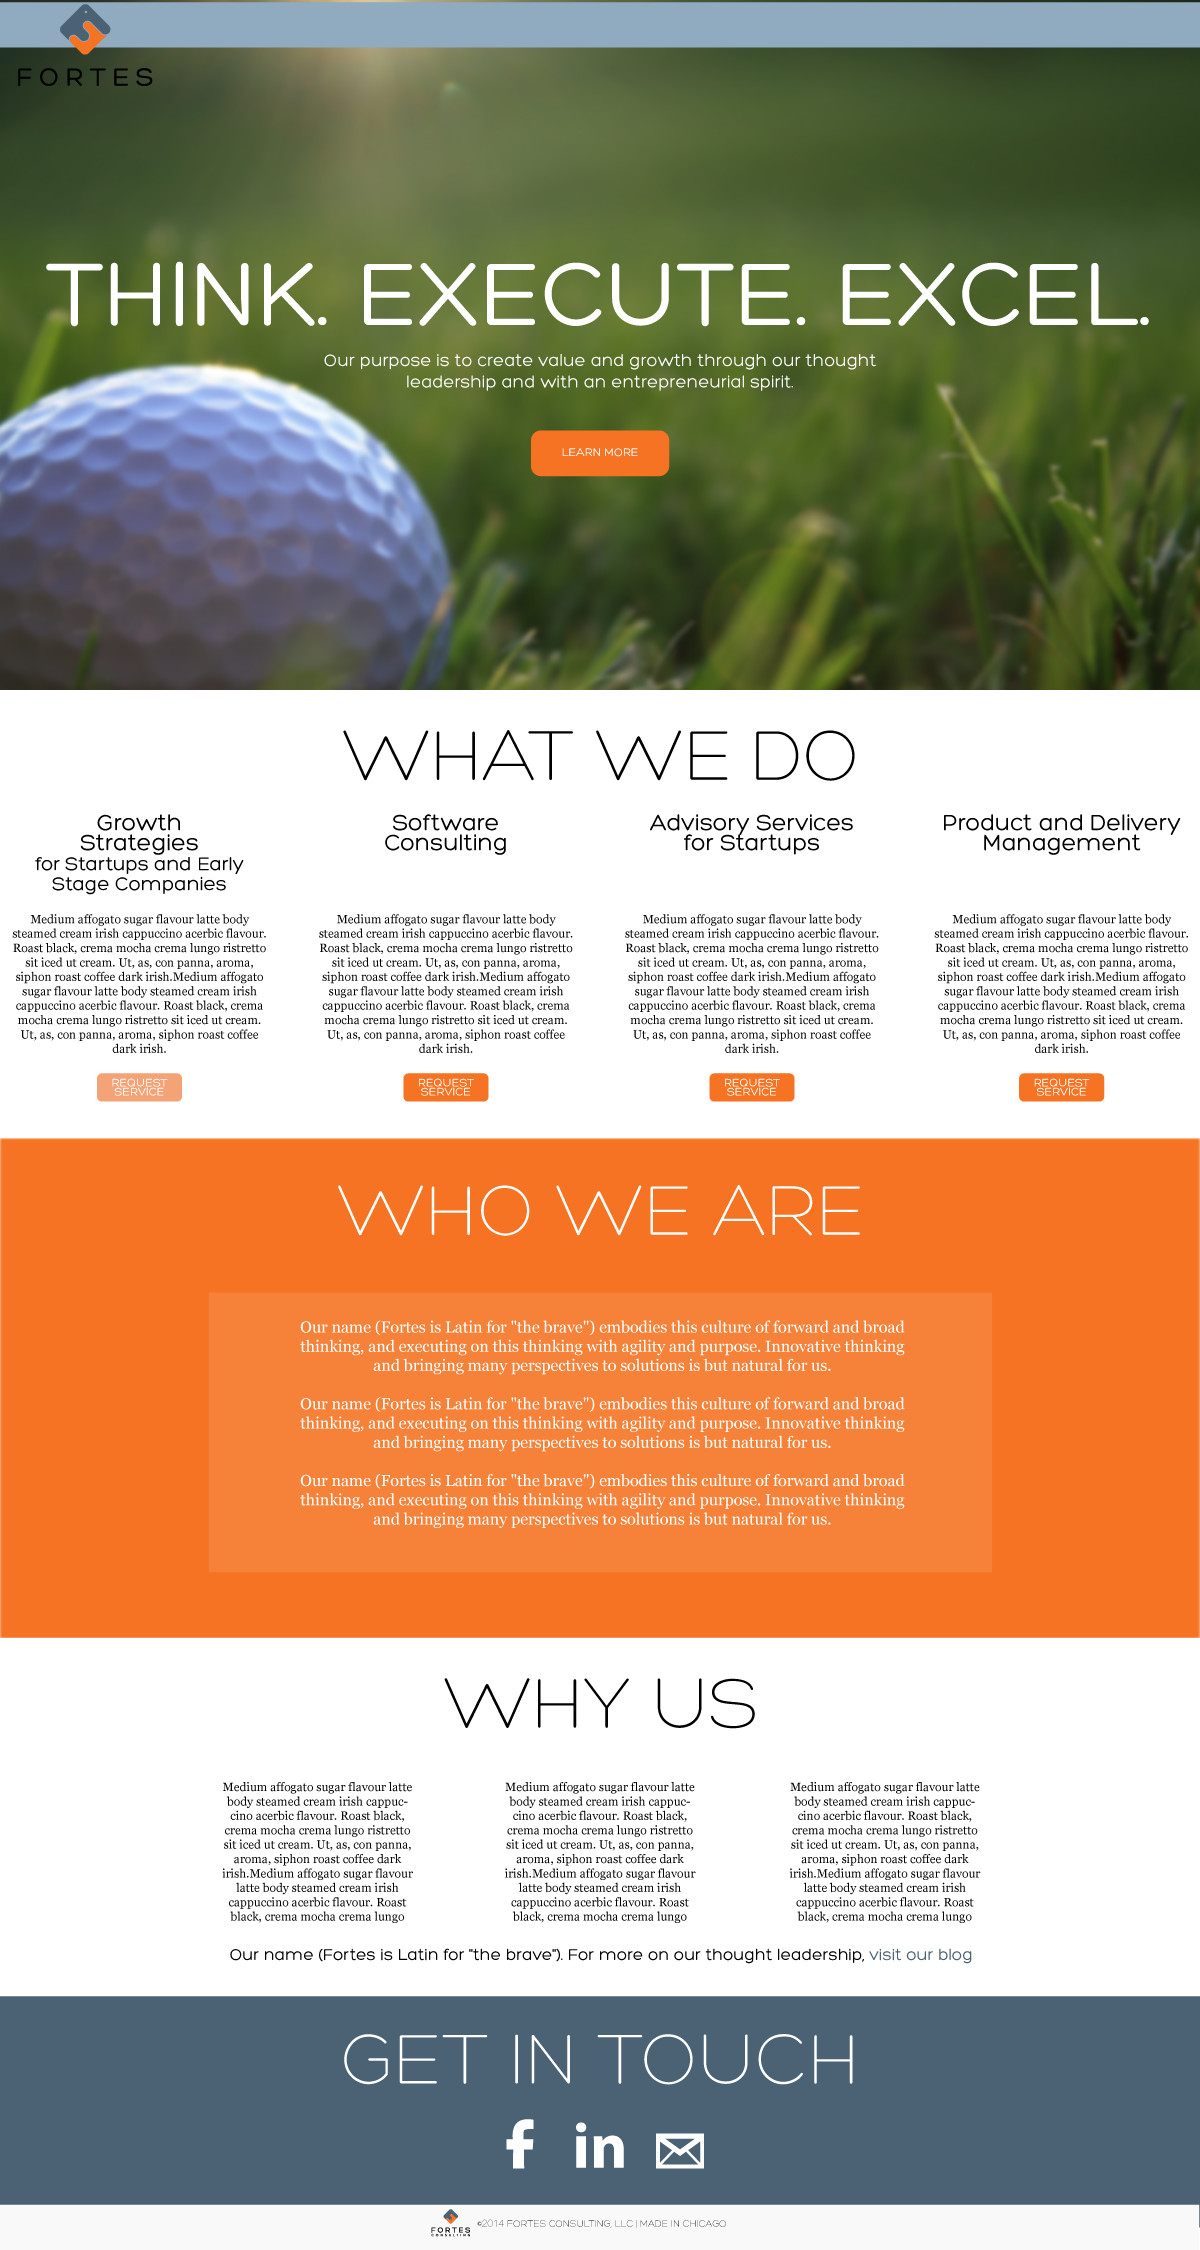 FORTES
THINK. EXECUTE. EXCEL.
Our purpose is to create value and growth through our thought
leadership and with an entrepreneurial spirit.
LEARN MORE
WHAT WE DO
Growth
Strategies
for Startups and Early
Stage Companies
Medium affogato sugar flavour latte body
steamed cream irish cappuccino acerbic flavour.
Roast black, crema mocha crema lungo ristretto
sit iced ut cream. Ut, as, con panna, aroma,
siphon roast coffee dark irish.Medium affogato
sugar flavour latte body steamed cream irish
cappuccino acerbic flavour. Roast black, crema
mocha crema lungo ristretto sit iced ut cream.
Ut, as, con panna, aroma, siphon roast coffee
dark irish.
REQUEST
SERVICE
Software
Consulting
Medium affogato sugar flavour latte body
steamed cream irish cappuccino acerbic flavour.
Roast black, crema mocha crema lungo ristretto
sit iced ut cream. Ut, as, con panna, aroma,
siphon roast coffee dark irish.Medium affogato
sugar flavour latte body steamed cream irish
cappuccino acerbic flavour. Roast black, crema
mocha crema lungo ristretto sit iced ut cream.
Ut, as, con panna, aroma, siphon roast coffee
dark irish.
REQUEST
SERVICE
Advisory Services
for Startups
Medium affogato sugar flavour latte body
steamed cream irish cappuccino acerbic flavour.
Roast black, crema mocha crema lungo ristretto
sit iced ut cream. Ut, as, con panna, aroma,
siphon roast coffee dark irish.Medium affogato
sugar flavour latte body steamed cream irish
cappuccino acerbic flavour. Roast black, crema
mocha crema lungo ristretto sit iced ut cream.
Ut, as, con panna, aroma, siphon roast coffee
dark irish.
REQUEST
SERVICE
Product and Delivery
Management
Medium affogato sugar flavour latte body
steamed cream irish cappuccino acerbic flavour.
Roast black, crema mocha crema lungo ristretto
sit iced ut cream. Ut, as, con panna, aroma,
siphon roast coffee dark irish.Medium affogato
sugar flavour latte body steamed cream irish
cappuccino acerbic flavour. Roast black, crema
mocha crema lungo ristretto sit iced ut cream.
Ut, as, con panna, aroma, siphon roast coffee
dark irish.
REQUEST
SERVICE
WHO WE ARE
Our name (Fortes is Latin for "the brave") embodies this culture of forward and broad
thinking, and executing on this thinking with agility and purpose. Innovative thinking
and bringing many perspectives to solutions is but natural for us.
Our name (Fortes is Latin for "the brave") embodies this culture of forward and broad
thinking, and executing on this thinking with agility and purpose. Innovative thinking
and bringing many perspectives to solutions is but natural for us.
Our name (Fortes is Latin for "the brave") embodies this culture of forward and broad
thinking, and executing on this thinking with agility and purpose. Innovative thinking
and bringing many perspectives to solutions is but natural for us.
WHY US
Medium affogato sugar flavour latte
body steamed cream irish cappuc-
cino acerbic flavour. Roast black,
crema mocha crema lungo ristretto
sit iced ut cream. Ut, as, con panna,
aroma, siphon roast coffee dark
irish.Medium affogato sugar flavour
latte body steamed cream irish
cappuccino acerbic flavour. Roast
black, crema mocha crema lungo
Medium affogato sugar flavour latte
body steamed cream irish cappuc-
cino acerbic flavour. Roast black,
crema mocha crema lungo ristretto
sit iced ut cream. Ut, as, con panna,
aroma, siphon roast coffee dark
irish.Medium affogato sugar flavour
latte body steamed cream irish
cappuccino acerbic flavour. Roast
black, crema mocha crema lungo
Medium affogato sugar flavour latte
body steamed cream irish cappuc-
cino acerbic flavour. Roast black,
crema mocha crema lungo ristretto
sit iced ut cream. Ut, as, con panna,
aroma, siphon roast coffee dark
irish.Medium affogato sugar flavour
latte body steamed cream irish
cappuccino acerbic flavour. Roast
black, crema mocha crema lungo
Our name (Fortes is Latin for "the brave"). For more on our thought leadership, visit our blog
GET IN TOUCH
f in
FORTES
CONSULTING
©2014 FORTES CONSULTING, LLC | MADE IN CHICAGO